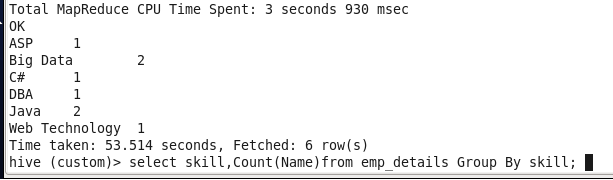 Total MapReduce CPU Time Spent: 3 seconds 930 msec
OK
ASP     1
Big Data        2
C#      1
DBA     1
Java    2
Web Technology  1
Time taken: 53.514 seconds, Fetched: 6 row(s)
hive (custom)> select skill,Count(Name)from emp_details Group By skill;